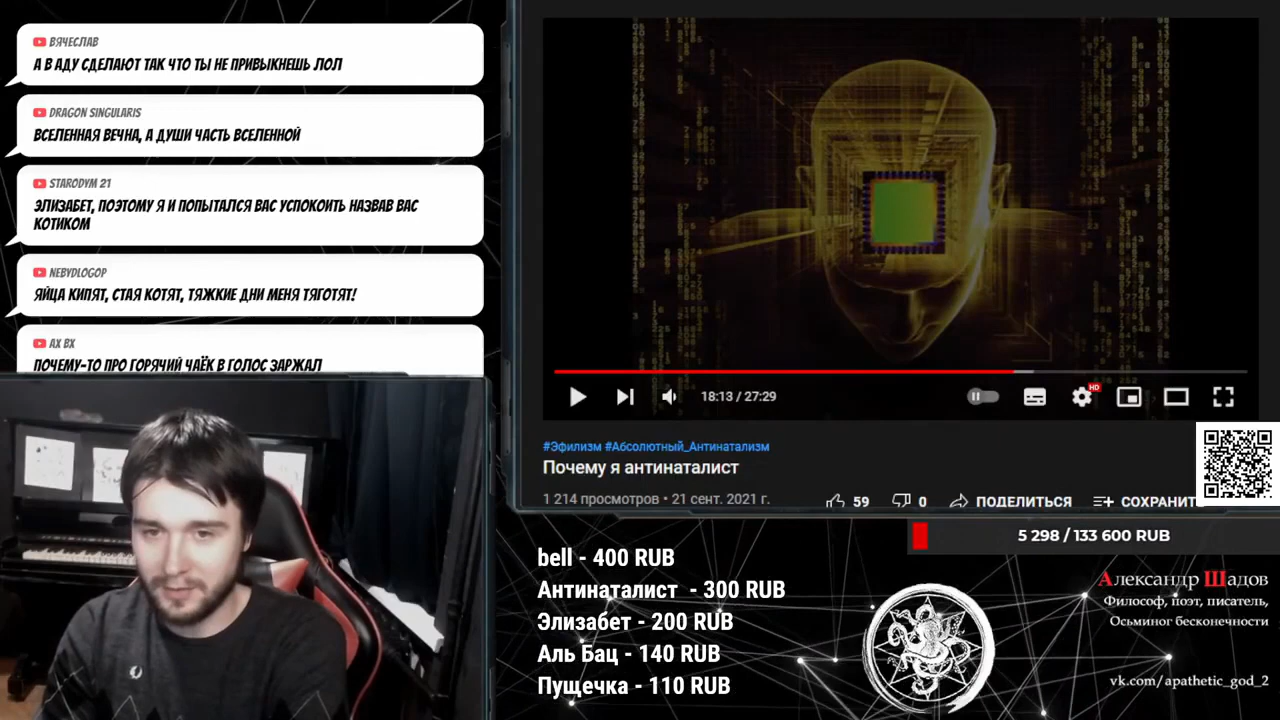 ВЯЧЕСЛАВ
А В АДУ СДЕЛАЮТ ТАК ЧТО ТЫ НЕ ПРИВЫКНЕШЬ ЛОЛ
DRAGON SINGULARIS
ВСЕЛЕННАЯ ВЕЧНА, А ДУШИ ЧАСТЬ ВСЕЛЕННОЙ
STARODYM 21
ЭЛИЗАБЕТ, ПОЭТОМУ Я И ПОПЫТАЛСЯ ВАС УСПОКОИТЬ НАЗВАВ ВАС
КОТИКОМ
NEBYDLOGOP
ЯЙЦА КИПЯТ, СТАЯ КОТЯТ, ТЯЖКИЕ ДНИ МЕНЯ ТЯГОТЯТ!
AX BX
ПОЧЕМУ-ТО ПРО ГОРЯЧИЙ ЧАЁК В ГОЛОС ЗАРЖАЛ
18:13 / 27:29
HD
#Эфилизм #Абсолютный_Антинатализм
Почему я антинаталист
1 214 просмотров • 21 сент. 2021 г.
59
0
ПОДЕЛИТЬСЯ
СОХРАНИТЬ
5 298 / 133 600 RUB
bell - 400 RUB
Антинаталист - 300 RUB
Элизабет - 200 RUB
Аль Бац - 140 RUB
Пущечка - 110 RUB
Александр Шадов
Философ, поэт, писатель,
Осьминог бесконечности
vk.com/apathetic_god_2